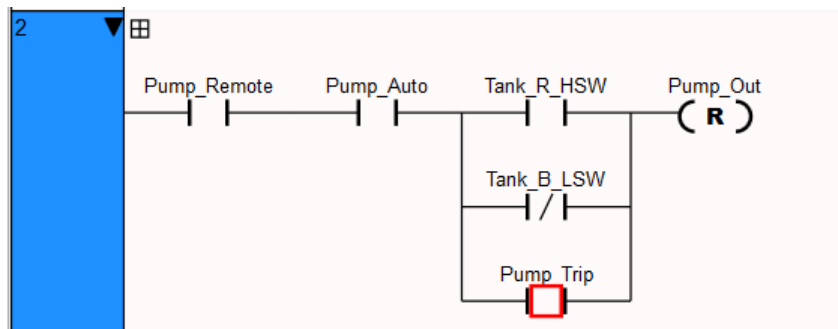 2
Pump_Remote
Pump_Auto
Tank_R_HSW
Pump_Out
R
Tank_B_LSW
Pump_Trip